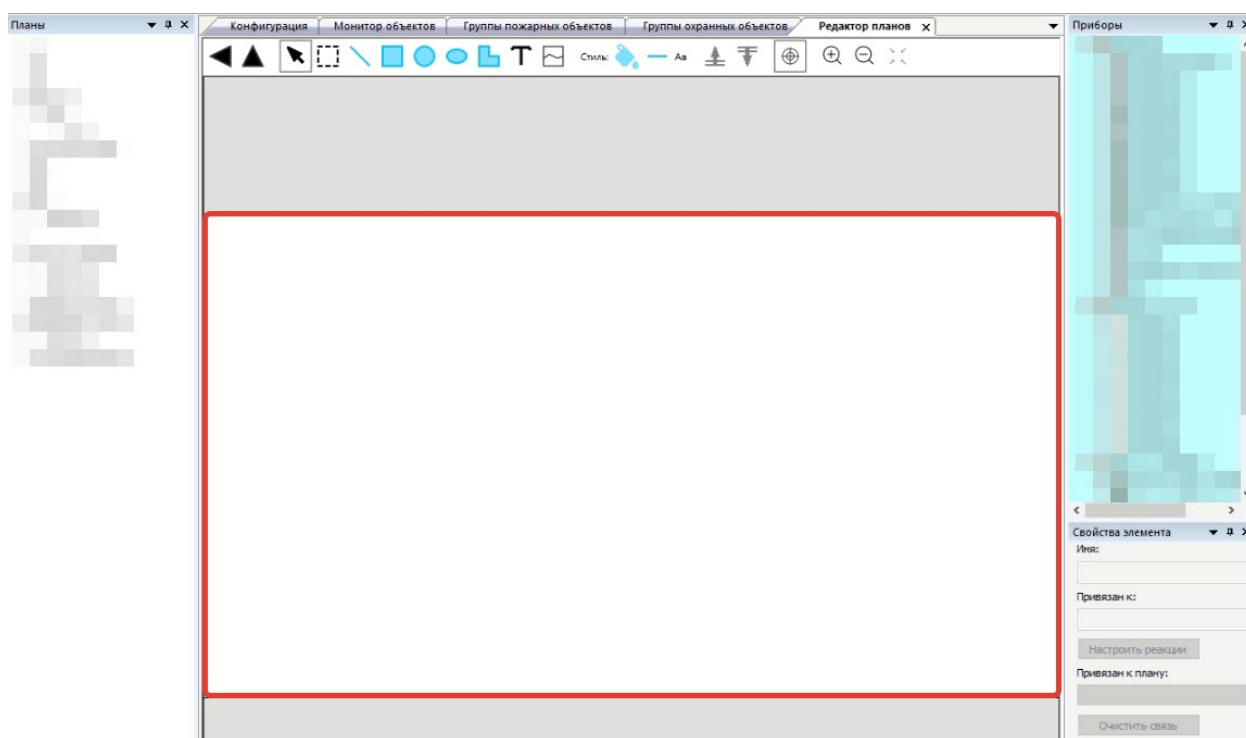 Планы
Конфигурация
Монитор объектов
Группы пожарных объектов
Группы охранных объектов
Редактор планов
Стиль:
Aa
Приборы
Свойства элемента
Имя:
Привязан к:
Настроить реакции
Привязан к плану:
Очистить связь